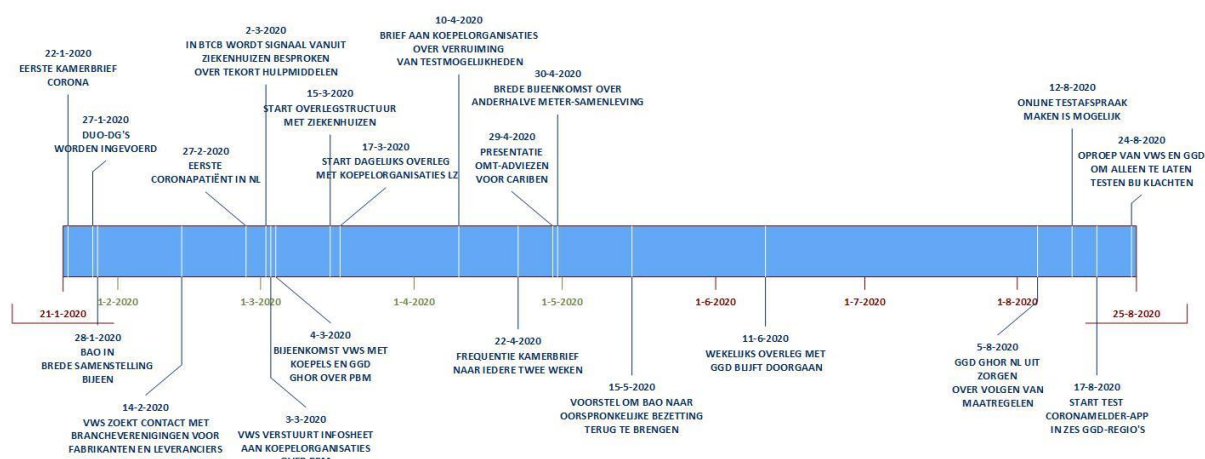 22-1-2020
EERSTE KAMERBRIEF
CORONA
27-1-2020
DUO-DG'S
WORDEN INGEVOERD
27-2-2020
EERSTE
CORONAPATIËNT IN NL
2-3-2020
IN BTCB WORDT SIGNAAL VANUIT
ZIEKENHUIZEN BESPROKEN
OVER TEKORT HULPMIDDELEN
15-3-2020
START OVERLEGSTRUCTUUR
MET ZIEKENHUIZEN
17-3-2020
START DAGELIJKS OVERLEG
MET KOEPELORGANISATIES LZ
10-4-2020
BRIEF AAN KOEPELORGANISATIES
OVER VERRUIMING
VAN TESTMOGELIJKHEDEN
29-4-2020
PRESENTATIE
OMT-ADVIEZEN
VOOR CARIBEN
30-4-2020
BREDE BIJEENKOMST OVER
ANDERHALVE METER-SAMENLEVING
12-8-2020
ONLINE TESTAFSPRAAK
MAKEN IS MOGELIJK
24-8-2020
OPROEP VAN VWS EN GGD
OM ALLEEN TE LATEN
TESTEN BIJ KLACHTEN
21-1-2020
1-2-2020
1-3-2020
1-4-2020
1-5-2020
1-6-2020
1-7-2020
1-8-2020
25-8-2020
28-1-2020
BAO IN
BREDE SAMENSTELLING
BIJEEN
14-2-2020
VWS ZOEKT CONTACT MET
BRANCHEVERENIGINGEN VOOR
FABRIKANTEN EN LEVERANCIERS
3-3-2020
VWS VERSTUURT INFOSHEET
AAN KOEPELORGANISATIES
OVER PBM
4-3-2020
BIJEENKOMST VWS MET
KOEPELS EN GGD
GHOR OVER PBM
22-4-2020
FREQUENTIE KAMERBRIEF
NAAR IEDERE TWEE WEKEN
15-5-2020
VOORSTEL OM BAO NAAR
OORSPRONKELIJKE BEZETTING
TERUG TE BRENGEN
11-6-2020
WEKELIJKS OVERLEG MET
GGD BLIJFT DOORGAAN
5-8-2020
GGD GHOR NL UIT
ZORGEN
OVER VOLGEN VAN
MAATREGELEN
17-8-2020
START TEST
CORONAMELDER-APP
IN ZES GGD-REGIO'S